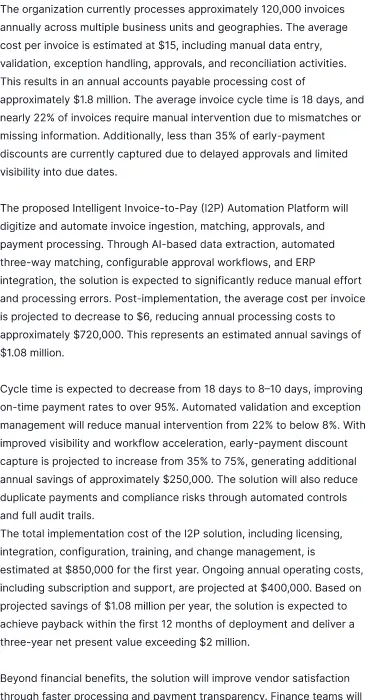 The organization currently processes approximately 120,000 invoices
annually across multiple business units and geographies. The average
cost per invoice is estimated at $15, including manual data entry,
validation, exception handling, approvals, and reconciliation activities.
This results in an annual accounts payable processing cost of
approximately $1.8 million. The average invoice cycle time is 18 days, and
nearly 22% of invoices require manual intervention due to mismatches or
missing information. Additionally, less than 35% of early-payment
discounts are currently captured due to delayed approvals and limited
visibility into due dates.
The proposed Intelligent Invoice-to-Pay (I2P) Automation Platform will
digitize and automate invoice ingestion, matching, approvals, and
payment processing. Through AI-based data extraction, automated
three-way matching, configurable approval workflows, and ERP
integration, the solution is expected to significantly reduce manual effort
and processing errors. Post-implementation, the average cost per invoice
is projected to decrease to $6, reducing annual processing costs to
approximately $720,000. This represents an estimated annual savings of
$1.08 million.
Cycle time is expected to decrease from 18 days to 8–10 days, improving
on-time payment rates to over 95%. Automated validation and exception
management will reduce manual intervention from 22% to below 8%. With
improved visibility and workflow acceleration, early-payment discount
capture is projected to increase from 35% to 75%, generating additional
annual savings of approximately $250,000. The solution will also reduce
duplicate payments and compliance risks through automated controls
and full audit trails.
The total implementation cost of the I2P solution, including licensing,
integration, configuration, training, and change management, is
estimated at $850,000 for the first year. Ongoing annual operating costs,
including subscription and support, are projected at $400,000. Based on
projected savings of $1.08 million per year, the solution is expected to
achieve payback within the first 12 months of deployment and deliver a
three-year net present value exceeding $2 million.
Beyond financial benefits, the solution will improve vendor satisfaction
through faster processing and payment transparency. Finance teams will